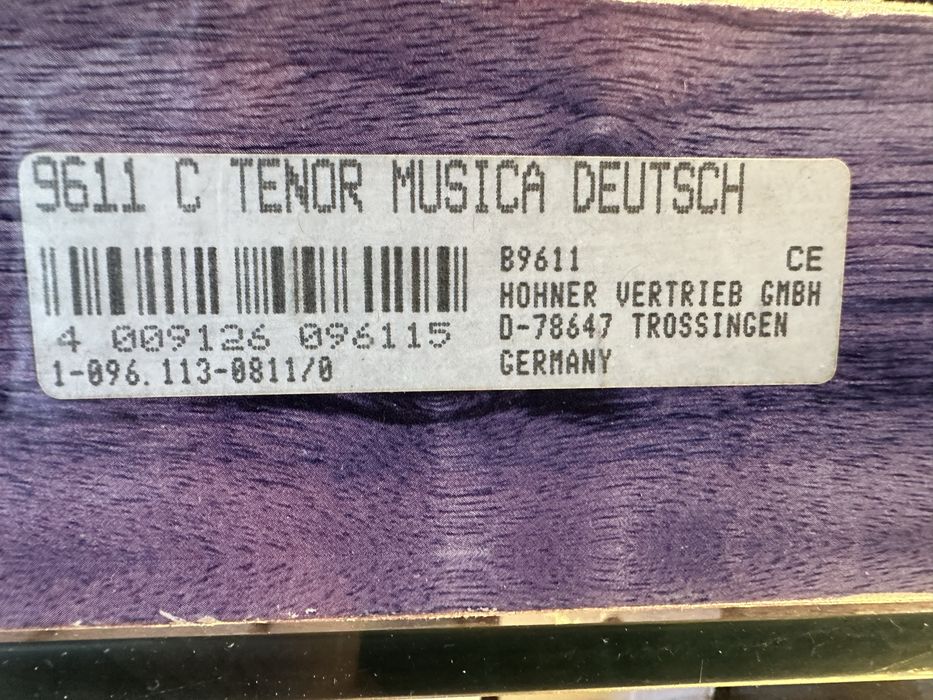 9611 C TENOR MUSICA DEUTSCH
4 009126 096115
1-096.113-0811/0
B9611 CE
HOHNER VERTRIEB GMBH
D-78647 TROSSINGEN
GERMANY